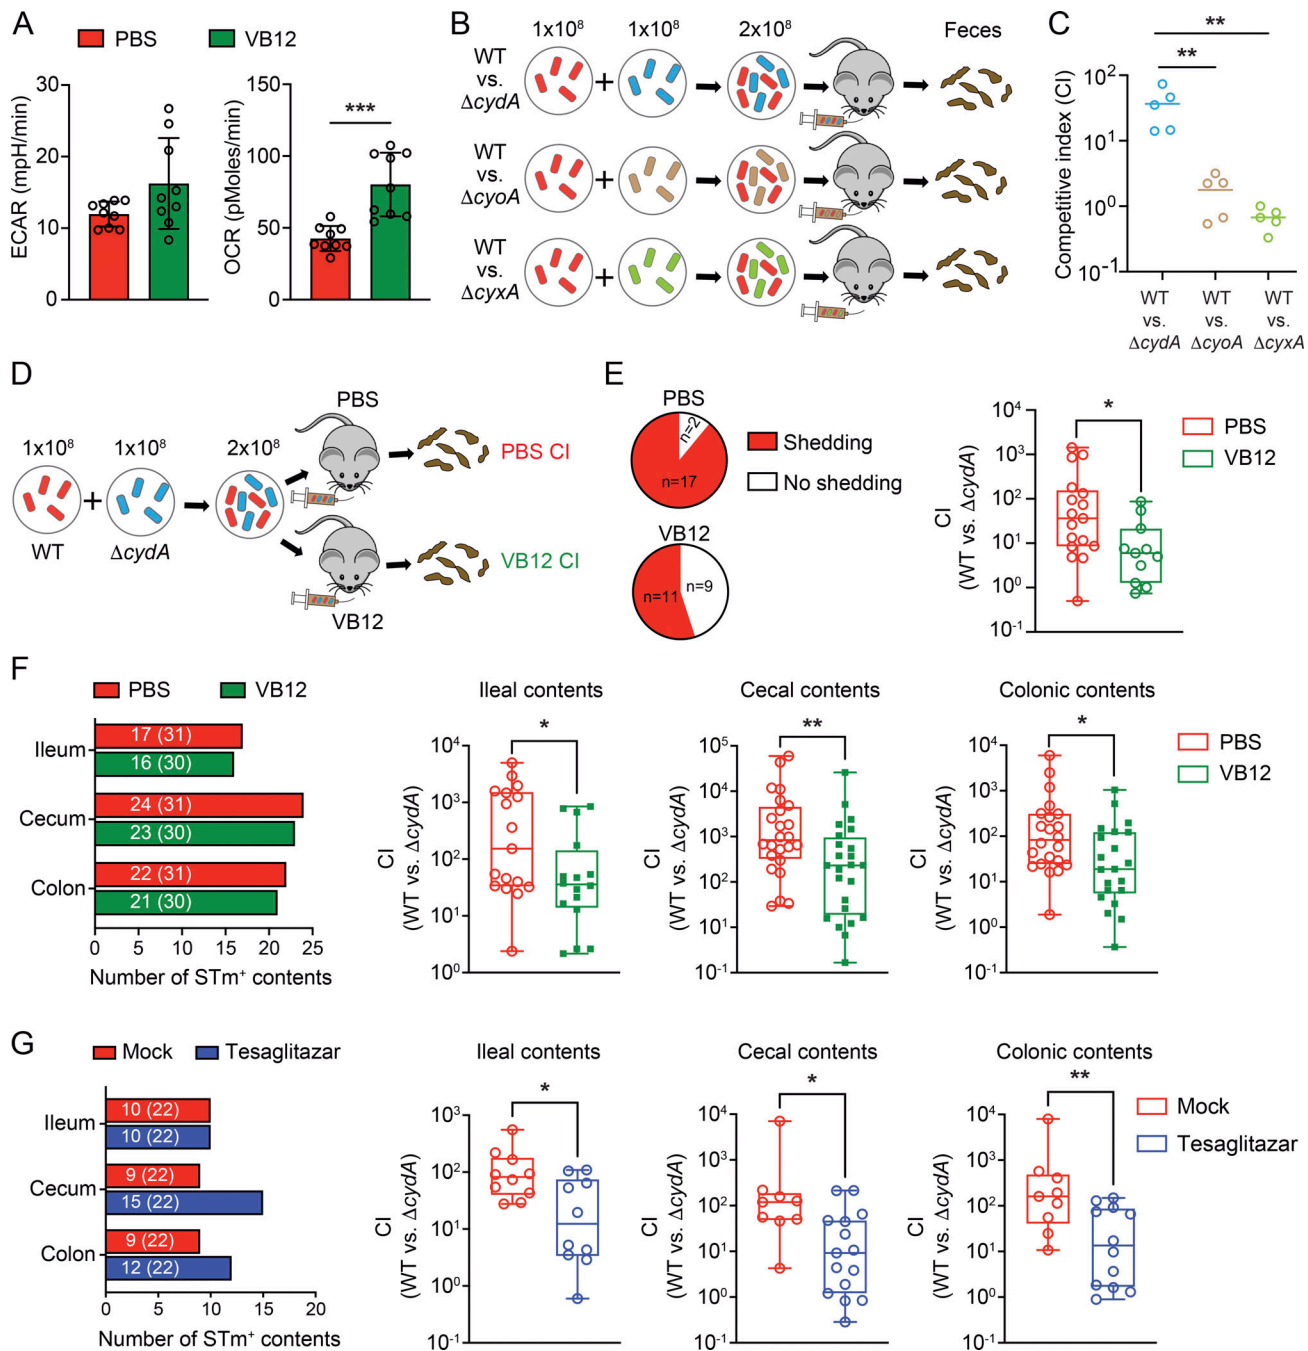 A
PBS
VB12
ECAR (mpH/min)
30
20
10
0
OCR (pMoles/min)
150
100
50
0
***
B
1x10⁸
1x10⁸
2x10⁸
Feces
WT
vs.
ΔcydA
+
WT
vs.
ΔcyoA
+
WT
vs.
ΔcyxA
+
C
**
**
Competitive index (CI)
10²
10¹
10⁰
10⁻¹
WT
vs.
ΔcydA
WT
vs.
ΔcyoA
WT
vs.
ΔcyxA
D
1x10⁸
1x10⁸
2x10⁸
+
WT
ΔcydA
PBS
PBS CI
VB12 CI
VB12
E
PBS
n=2
n=17
Shedding
No shedding
VB12
n=11
n=9
CI
(WT vs. ΔcydA)
10⁴
10³
10²
10¹
10⁰
10⁻¹
*
PBS
VB12
F
PBS
VB12
Ileum
17 (31)
16 (30)
Cecum
24 (31)
23 (30)
Colon
22 (31)
21 (30)
0 5 10 15 20 25
Number of STm⁺ contents
Ileal contents
*
CI
(WT vs. ΔcydA)
10⁴
10³
10²
10¹
10⁰
Cecal contents
**
CI
(WT vs. ΔcydA)
10⁵
10⁴
10³
10²
10¹
10⁻¹
Colonic contents
*
CI
(WT vs. ΔcydA)
10⁴
10³
10²
10¹
10⁰
10⁻¹
PBS
VB12
G
Mock
Tesaglitazar
Ileum
10 (22)
10 (22)
Cecum
9 (22)
15 (22)
Colon
9 (22)
12 (22)
0 5 10 15 20
Number of STm⁺ contents
Ileal contents
*
CI
(WT vs. ΔcydA)
10³
10²
10¹
10⁰
10⁻¹
Cecal contents
*
CI
(WT vs. ΔcydA)
10⁴
10³
10²
10¹
10⁰
10⁻¹
Colonic contents
**
CI
(WT vs. ΔcydA)
10⁴
10³
10²
10¹
10⁰
10⁻¹
Mock
Tesaglitazar